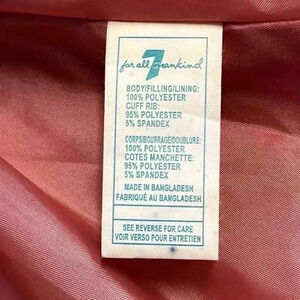 7
for all mankind
BODY/FILLING/LINING:
100% POLYESTER
CUFF RIB:
95% POLYESTER
5% SPANDEX
CORPS/BOURRAGE/DOUBLURE:
100% POLYESTER
COTES MANCHETTE:
95% POLYESTER
5% SPANDEX
MADE IN BANGLADESH
FABRIQUÉ AU BANGLADESH
SEE REVERSE FOR CARE
VOIR VERSO POUR ENTRETIEN